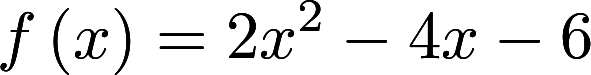 f(x) = 2x² − 4x − 6